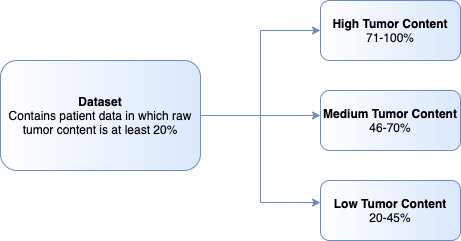 Dataset
Contains patient data in which raw
tumor content is at least 20%
High Tumor Content
71-100%
Medium Tumor Content
46-70%
Low Tumor Content
20-45%